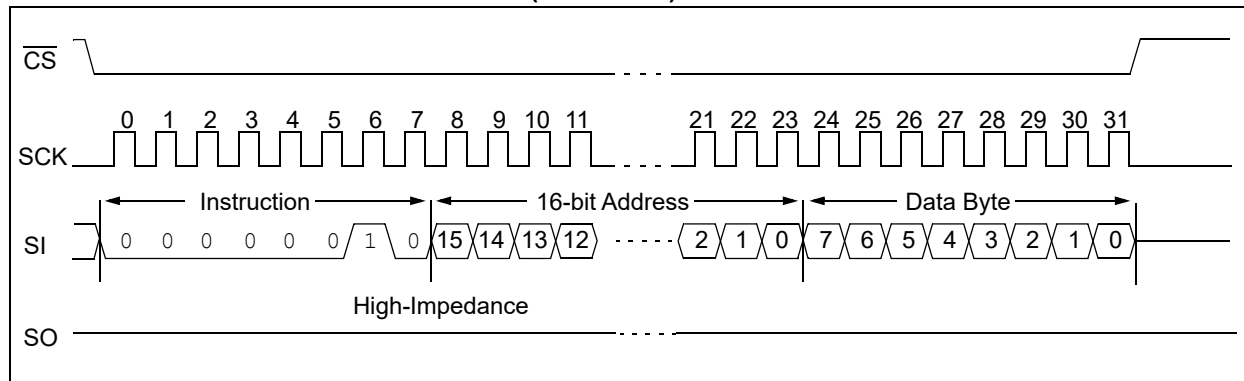 CS
0 1 2 3 4 5 6 7 8 9 10 11 21 22 23 24 25 26 27 28 29 30 31
SCK
Instruction 16-bit Address Data Byte
SI 0 0 0 0 0 0 1 0 15 14 13 12 2 1 0 7 6 5 4 3 2 1 0
High-Impedance
SO